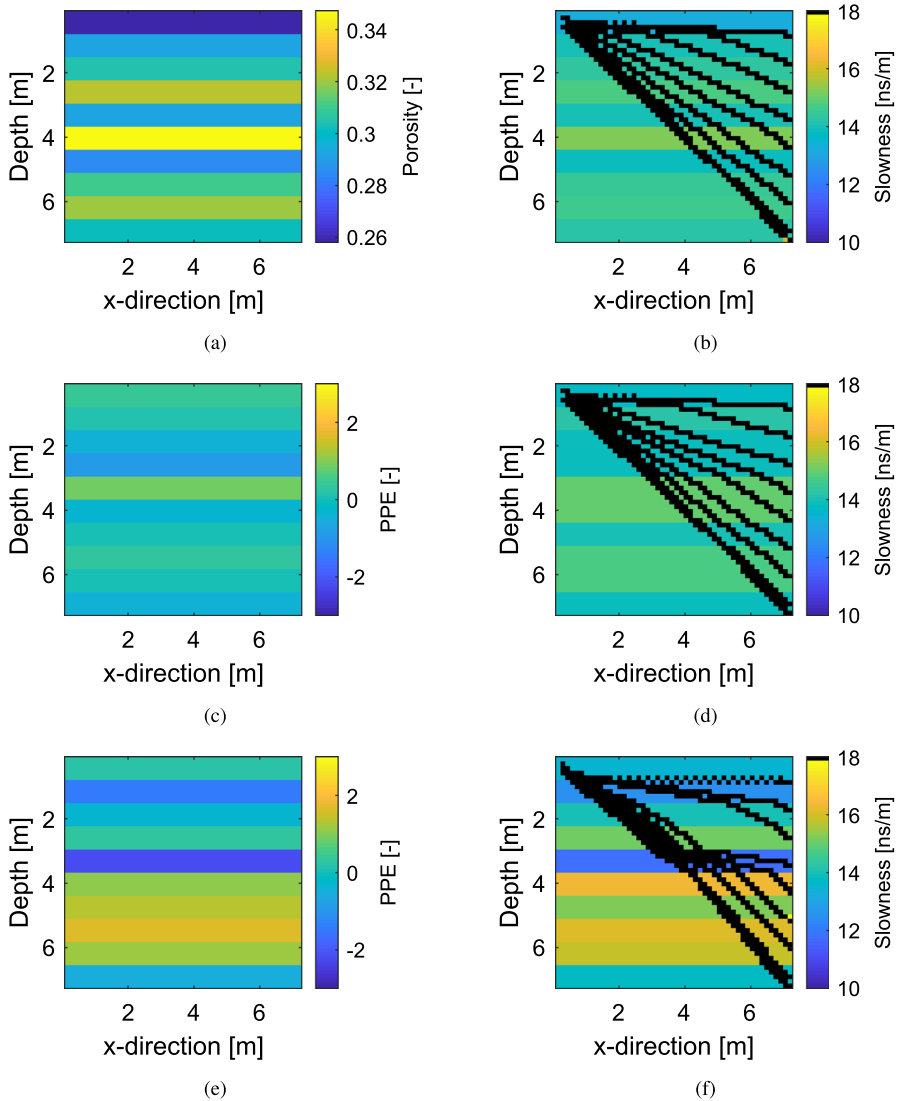 0.34
0.32
0.3
0.28
0.26
Porosity [-]
Depth [m]
2
4
6
2 4 6
x-direction [m]
(a)
18
16
14
12
10
Slowness [ns/m]
Depth [m]
2
4
6
2 4 6
x-direction [m]
(b)
2
0
-2
PPE [-]
Depth [m]
2
4
6
2 4 6
x-direction [m]
(c)
18
16
14
12
10
Slowness [ns/m]
Depth [m]
2
4
6
2 4 6
x-direction [m]
(d)
2
0
-2
PPE [-]
Depth [m]
2
4
6
2 4 6
x-direction [m]
(e)
18
16
14
12
10
Slowness [ns/m]
Depth [m]
2
4
6
2 4 6
x-direction [m]
(f)